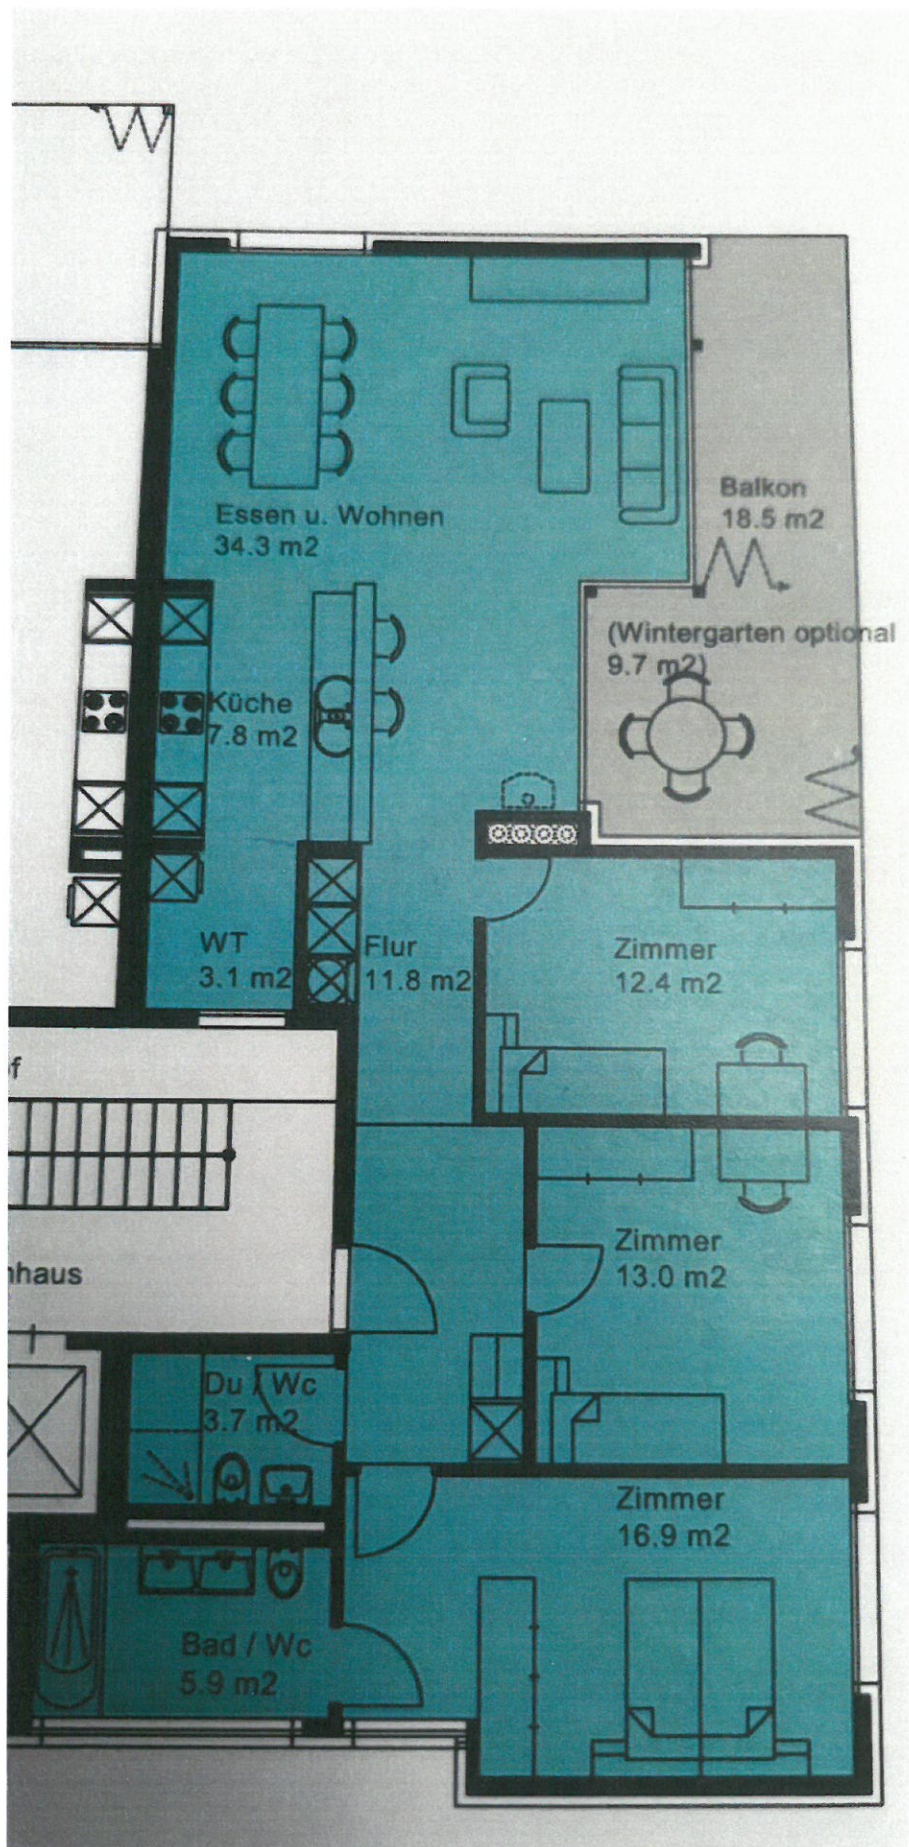 Essen u. Wohnen
34.3 m2
Balkon
18.5 m2
(Wintergarten optional
9.7 m2)
Küche
7.8 m2
WT
3.1 m2
Flur
11.8 m2
Zimmer
12.4 m2
f
nhaus
Zimmer
13.0 m2
Du / Wc
3.7 m2
Zimmer
16.9 m2
Bad / Wc
5.9 m2